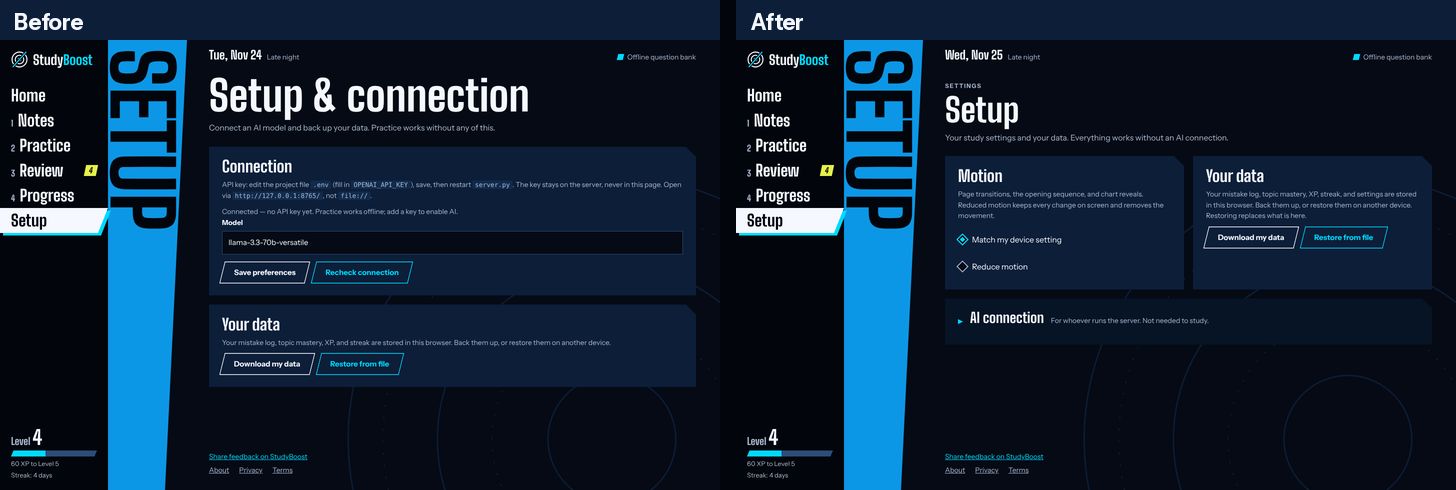 Before
StudyBoost
Home
1 Notes
2 Practice
3 Review 4
4 Progress
Setup
Level 4
60 XP to Level 5
Streak: 4 days
SETUP
Tue, Nov 24 Late night
Offline question bank
Setup & connection
Connect an AI model and back up your data. Practice works without any of this.
Connection
API key: edit the project file .env (fill in OPENAI_API_KEY), save, then restart server.py. The key stays on the server, never in this page. Open
via http://127.0.0.1:8765/, not file://.
Connected — no API key yet. Practice works offline; add a key to enable AI.
Model
llama-3.3-70b-versatile
Save preferences
Recheck connection
Your data
Your mistake log, topic mastery, XP, and streak are stored in this browser. Back them up, or restore them on another device.
Download my data
Restore from file
Share feedback on StudyBoost
About Privacy Terms
After
StudyBoost
Home
1 Notes
2 Practice
3 Review 4
4 Progress
Setup
Level 4
60 XP to Level 5
Streak: 4 days
SETUP
Wed, Nov 25 Late night
Offline question bank
SETTINGS
Setup
Your study settings and your data. Everything works without an AI connection.
Motion
Page transitions, the opening sequence, and chart reveals.
Reduced motion keeps every change on screen and removes the
movement.
Match my device setting
Reduce motion
Your data
Your mistake log, topic mastery, XP, streak, and settings are stored
in this browser. Back them up, or restore them on another device.
Restoring replaces what is here.
Download my data
Restore from file
AI connection For whoever runs the server. Not needed to study.
Share feedback on StudyBoost
About Privacy Terms